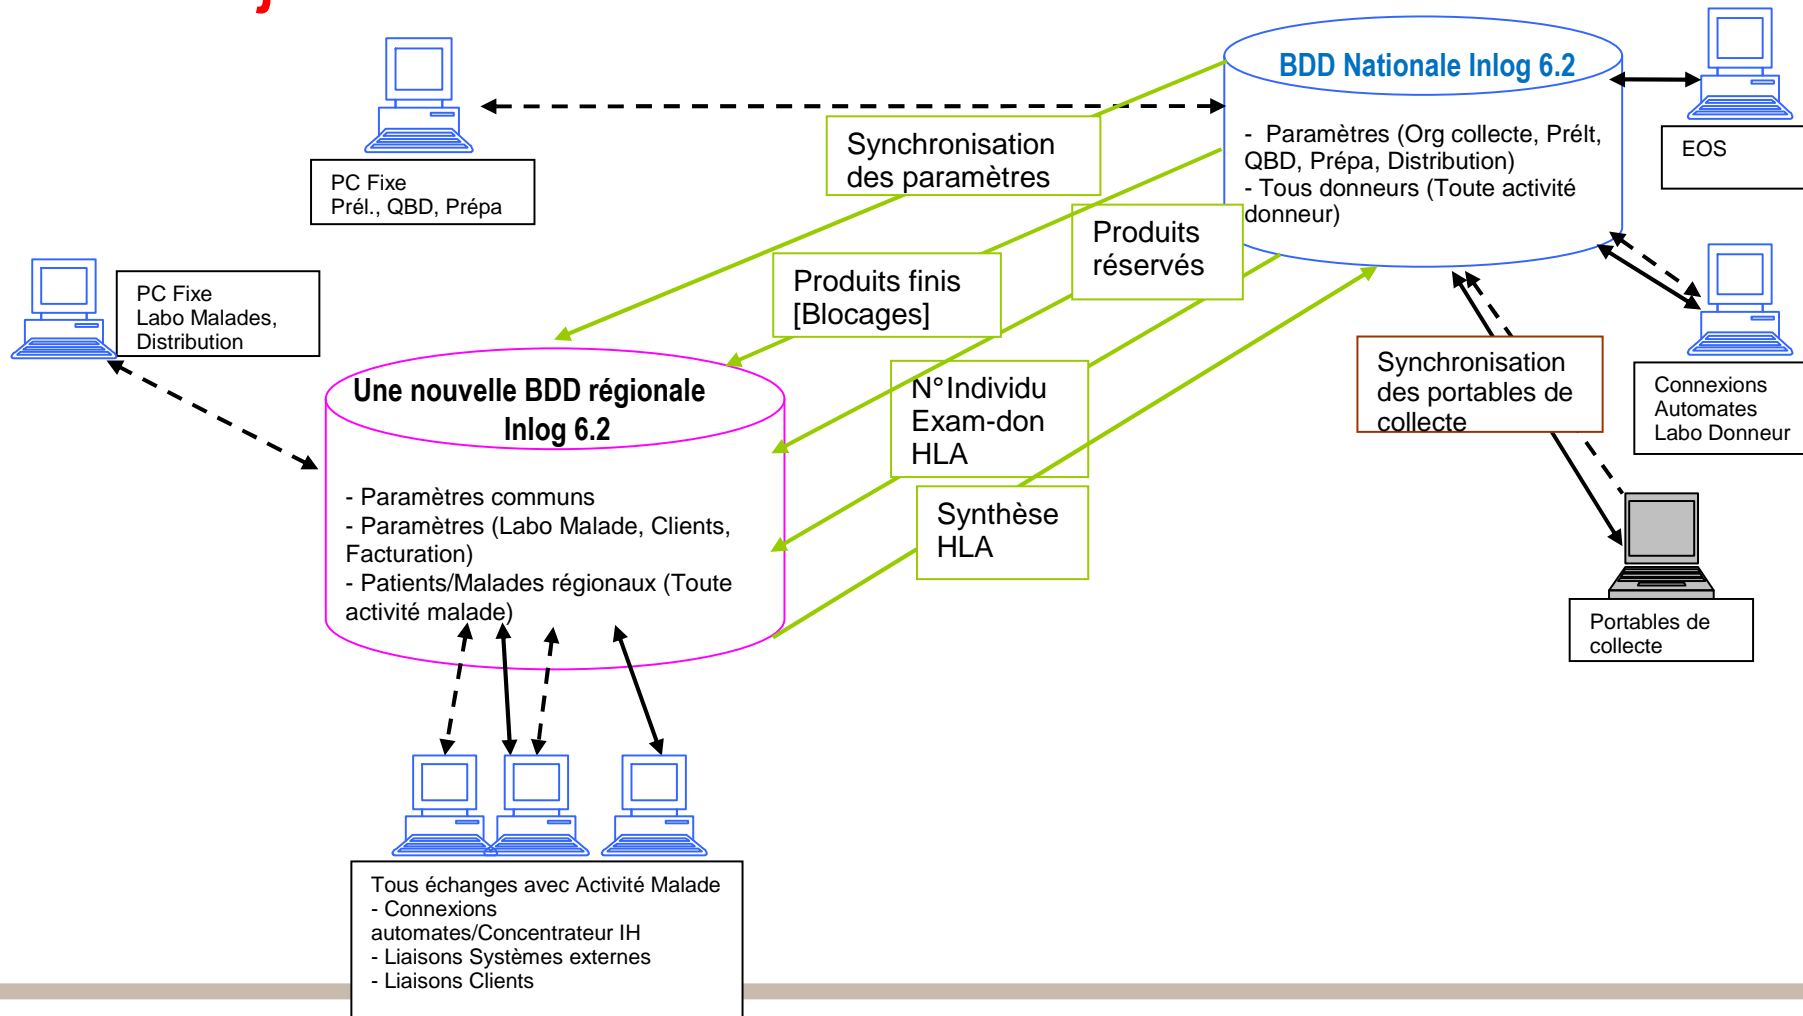 BDD Nationale Inlog 6.2
- Paramètres (Org collecte, Prélt,
QBD, Prépa, Distribution)
- Tous donneurs (Toute activité
donneur)
EOS
PC Fixe
Prél., QBD, Prépa
Synchronisation
des paramètres
Produits
réservés
Produits finis
[Blocages]
PC Fixe
Labo Malades,
Distribution
Une nouvelle BDD régionale
Inlog 6.2
- Paramètres communs
- Paramètres (Labo Malade, Clients,
Facturation)
- Patients/Malades régionaux (Toute
activité malade)
N°Individu
Exam-don
HLA
Synthèse
HLA
Synchronisation
des portables de
collecte
Connexions
Automates
Labo Donneur
Portables de
collecte
Tous échanges avec Activité Malade
- Connexions
automates/Concentrateur IH
- Liaisons Systèmes externes
- Liaisons Clients